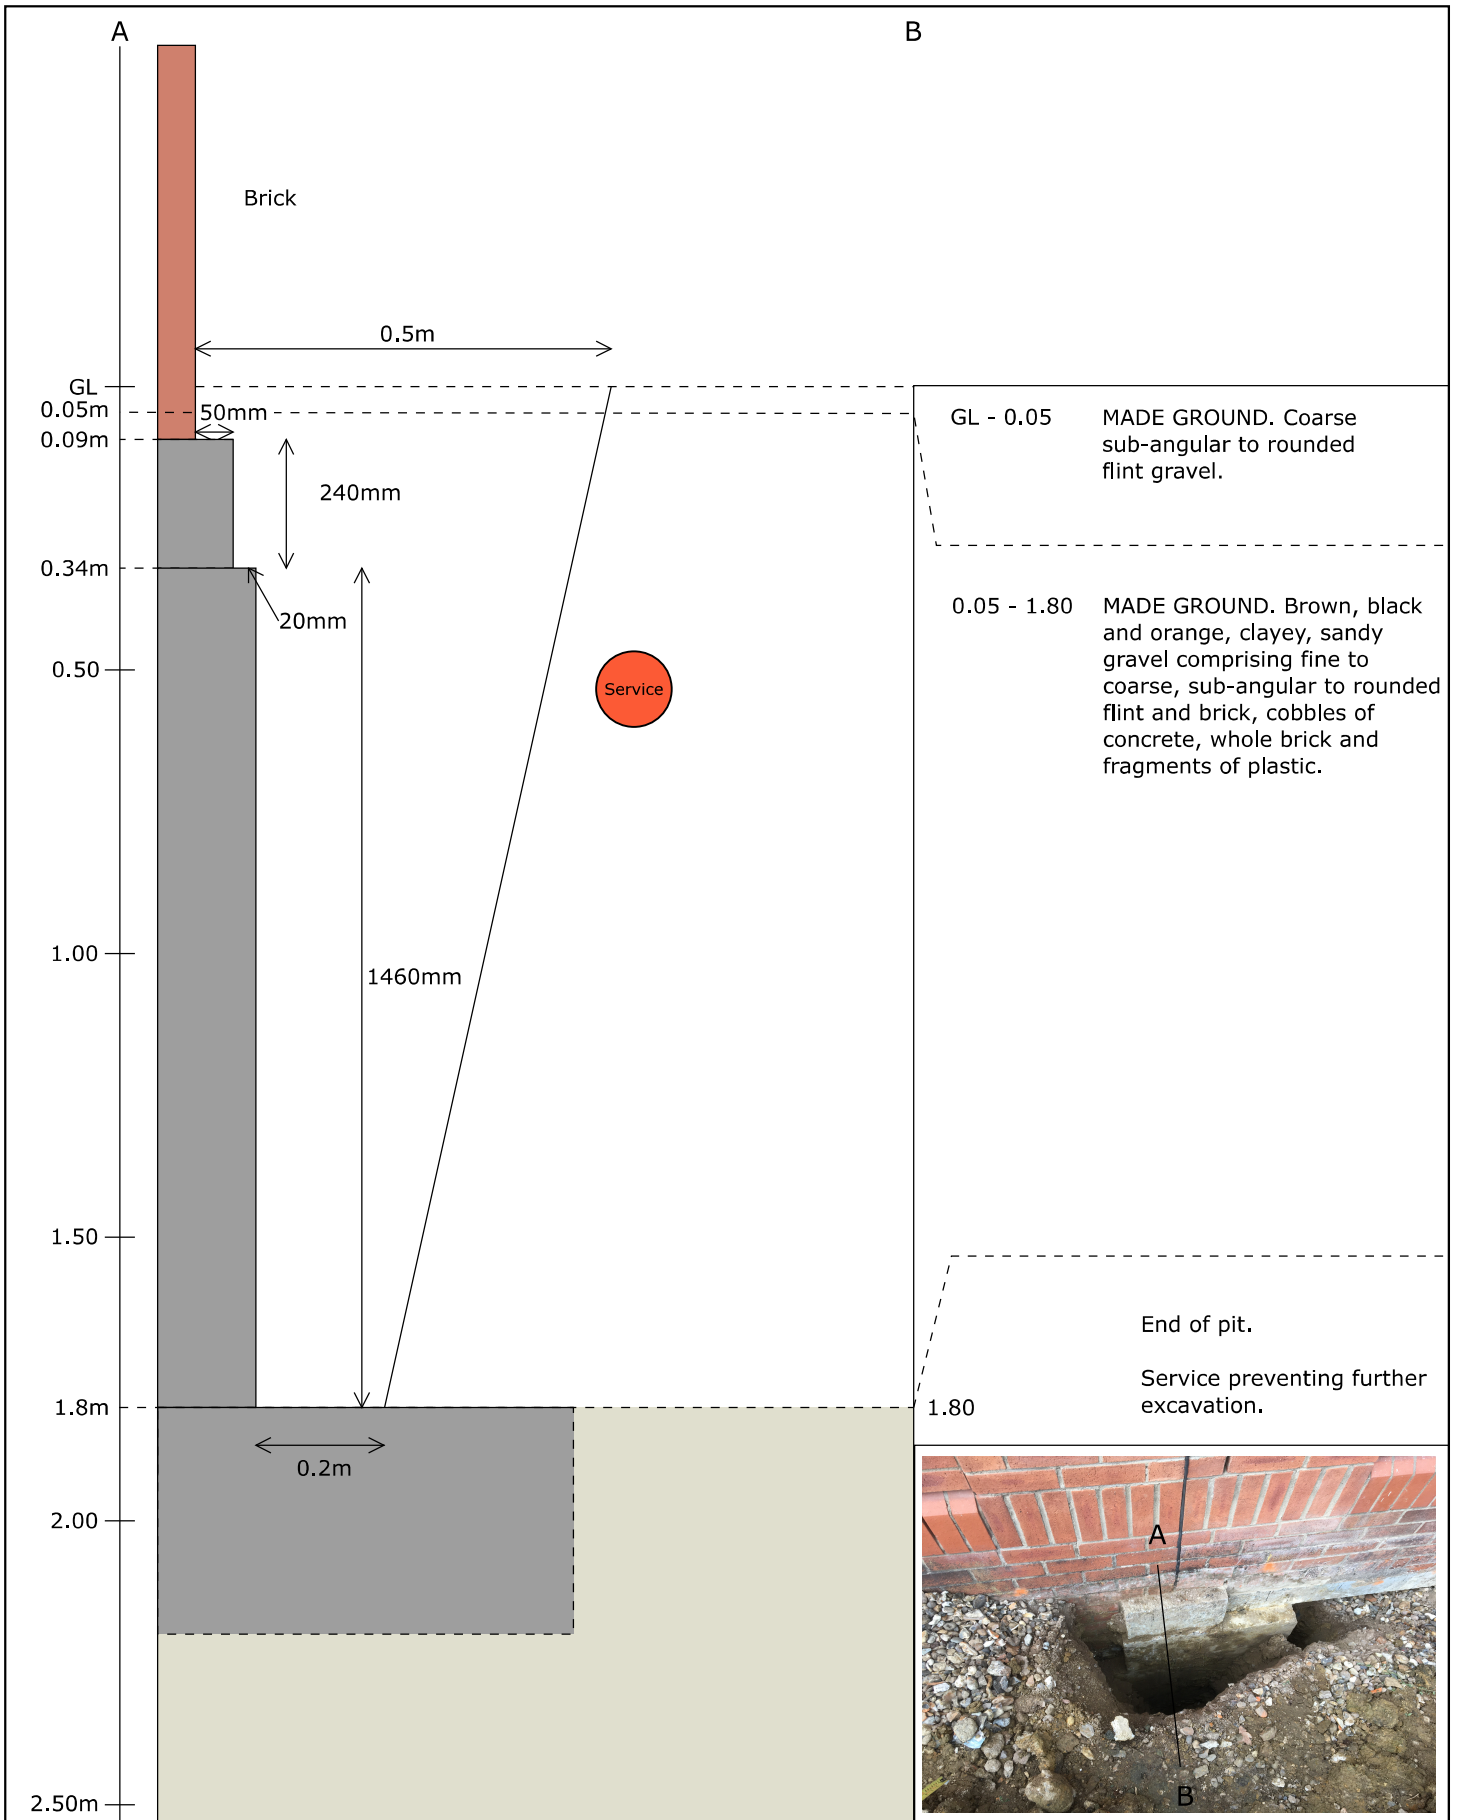 A
B
Brick
0.5m
GL
0.05m
50mm
0.09m
240mm
0.34m
20mm
0.50
Service
1.00
1460mm
1.50
1.8m
0.2m
2.00
2.50m
GL - 0.05
MADE GROUND. Coarse
sub-angular to rounded
flint gravel.
0.05 - 1.80
MADE GROUND. Brown, black
and orange, clayey, sandy
gravel comprising fine to
coarse, sub-angular to rounded
flint and brick, cobbles of
concrete, whole brick and
fragments of plastic.
End of pit.
Service preventing further
excavation.
1.80
A
B